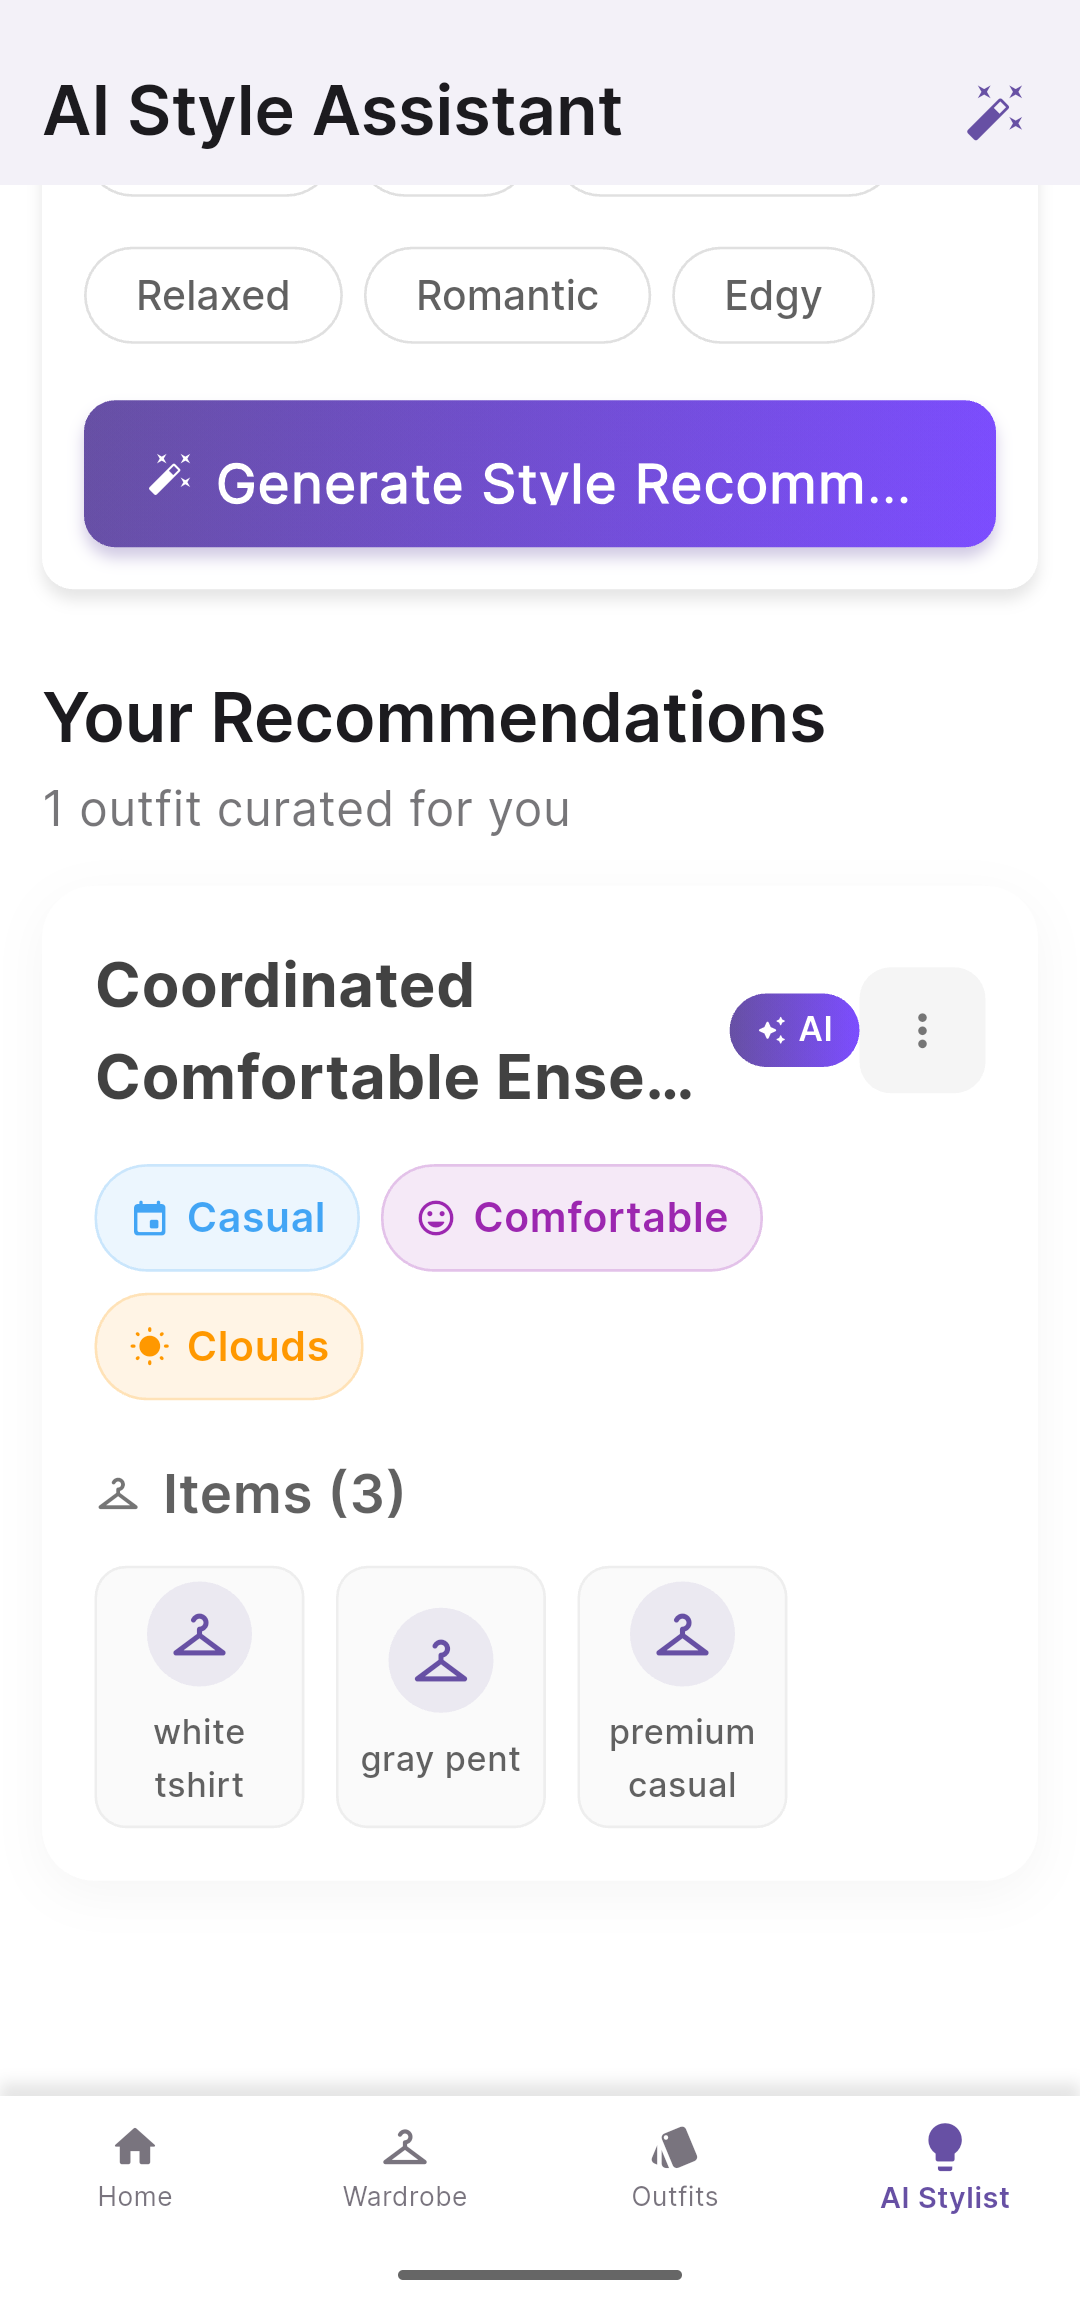 AI Style Assistant
Relaxed
Romantic
Edgy
Generate Style Recomm...
Your Recommendations
1 outfit curated for you
Coordinated
Comfortable Ense...
AI
Casual
Comfortable
Clouds
Items (3)
white
tshirt
gray pent
premium
casual
Home
Wardrobe
Outfits
AI Stylist